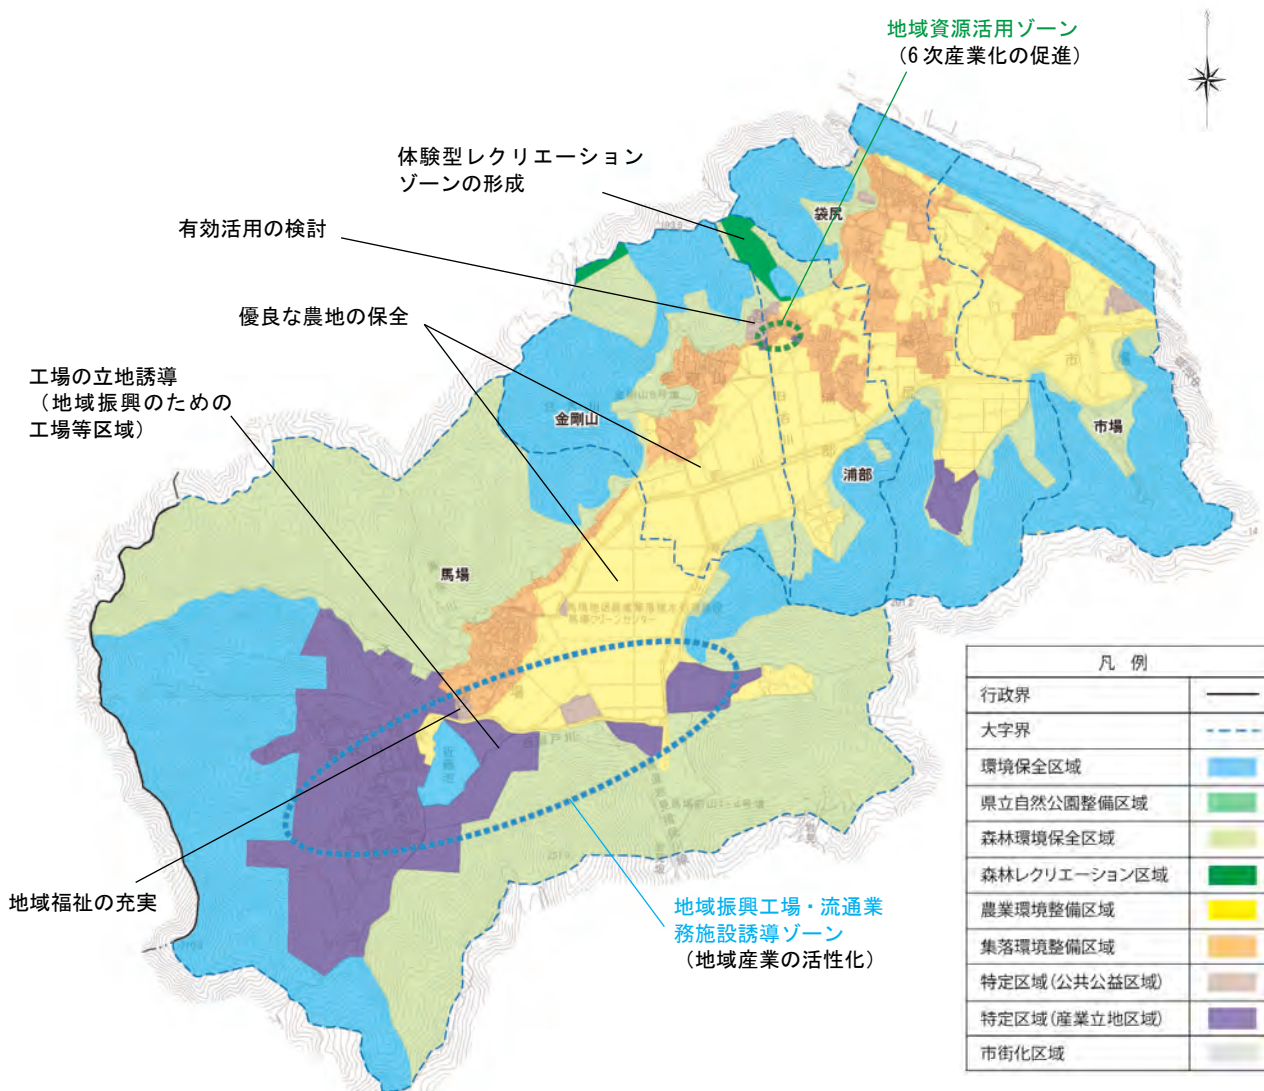 地域資源活用ゾーン
（6次産業化の促進）
体験型レクリエーション
ゾーンの形成
袋尻
有効活用の検討
優良な農地の保全
工場の立地誘導
（地域振興のための
工場等区域）
金剛山
市場
浦部
馬場
馬場クリーンセンター
地域福祉の充実
地域振興工場・流通業
務施設誘導ゾーン
（地域産業の活性化）
凡 例
行政界
大字界
環境保全区域
県立自然公園整備区域
森林環境保全区域
森林レクリエーション区域
農業環境整備区域
集落環境整備区域
特定区域(公共公益区域)
特定区域(産業立地区域)
市街化区域